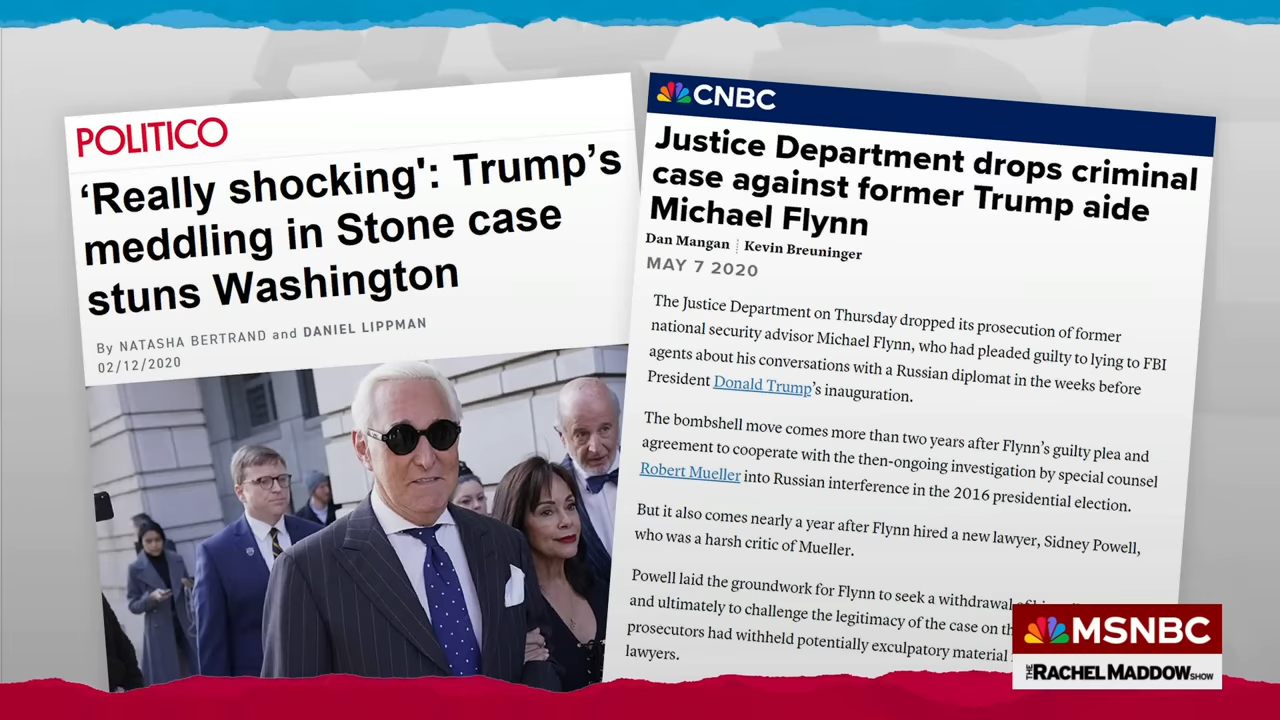 POLITICO
‘Really shocking': Trump’s
meddling in Stone case
stuns Washington
By NATASHA BERTRAND and DANIEL LIPPMAN
02/12/2020
CNBC
Justice Department drops criminal
case against former Trump aide
Michael Flynn
Dan Mangan | Kevin Breuninger
MAY 7 2020
The Justice Department on Thursday dropped its prosecution of former
national security advisor Michael Flynn, who had pleaded guilty to lying to FBI
agents about his conversations with a Russian diplomat in the weeks before
President Donald Trump’s inauguration.
The bombshell move comes more than two years after Flynn’s guilty plea and
agreement to cooperate with the then-ongoing investigation by special counsel
Robert Mueller into Russian interference in the 2016 presidential election.
But it also comes nearly a year after Flynn hired a new lawyer, Sidney Powell,
who was a harsh critic of Mueller.
Powell laid the groundwork for Flynn to seek a withdrawal
and ultimately to challenge the legitimacy of the case on
prosecutors had withheld potentially exculpatory material
lawyers.
MSNBC
THE RACHEL MADDOW SHOW